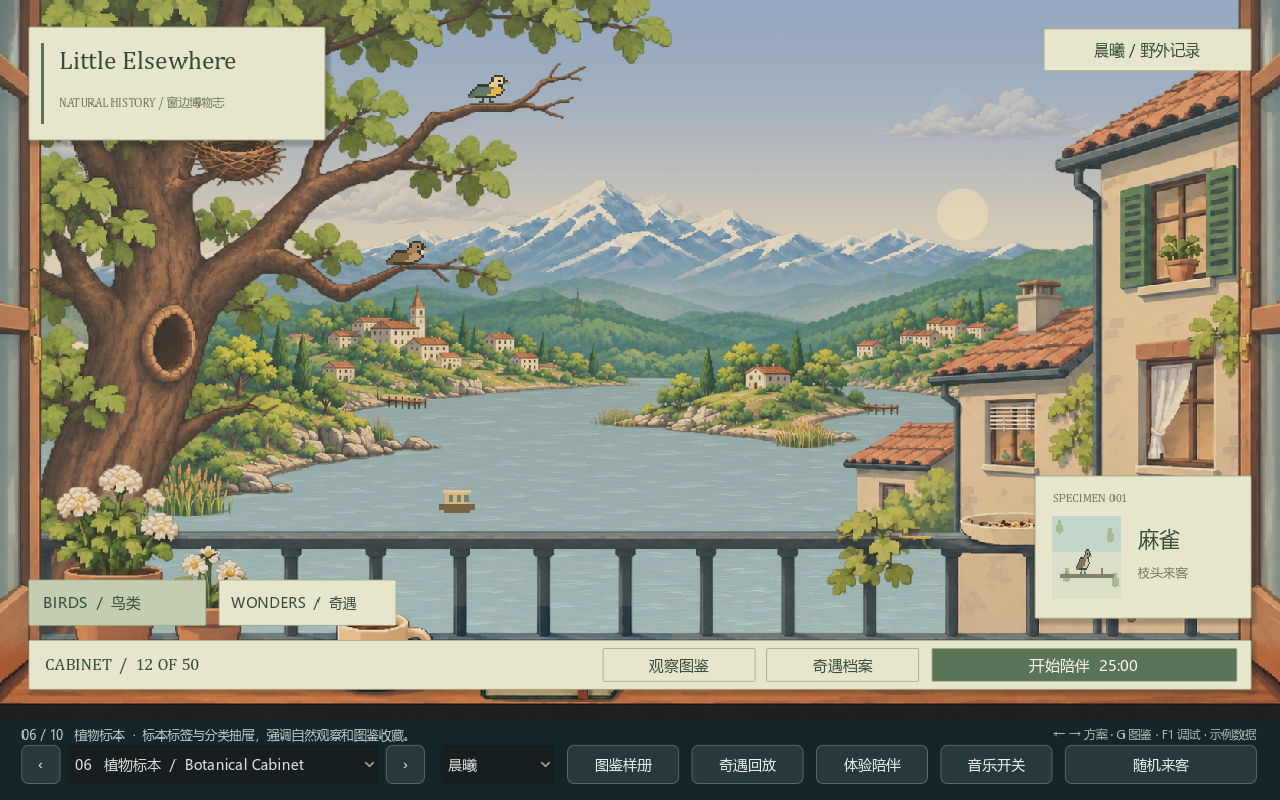 Little Elsewhere
NATURAL HISTORY / 窗边博物志
晨曦 / 野外记录
SPECIMEN 001
麻雀
枝头来客
BIRDS / 鸟类
WONDERS / 奇遇
CABINET / 12 OF 50
观察图鉴
奇遇档案
开始陪伴 25:00
06 / 10 植物标本 · 标本标签与分类抽屉，强调自然观察和图鉴收藏。
← → 方案 · G 图鉴 · F1 调试 · 示例数据
‹
06 植物标本 / Botanical Cabinet
›
晨曦
图鉴样册
奇遇回放
体验陪伴
音乐开关
随机来客